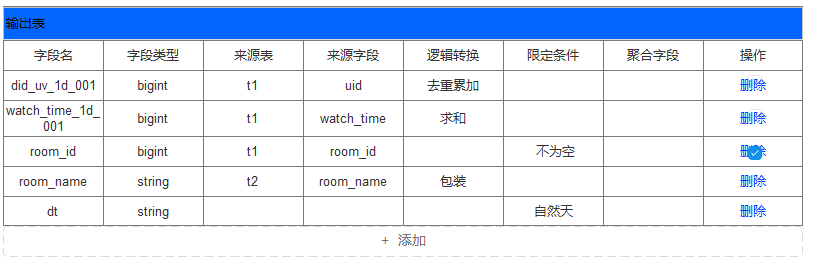 输出表
字段名 字段类型 来源表 来源字段 逻辑转换 限定条件 聚合字段 操作
did_uv_1d_001 bigint t1 uid 去重累加 删除
watch_time_1d_
001 bigint t1 watch_time 求和 删除
room_id bigint t1 room_id 不为空 删除
room_name string t2 room_name 包装 删除
dt string 自然天 删除
+ 添加